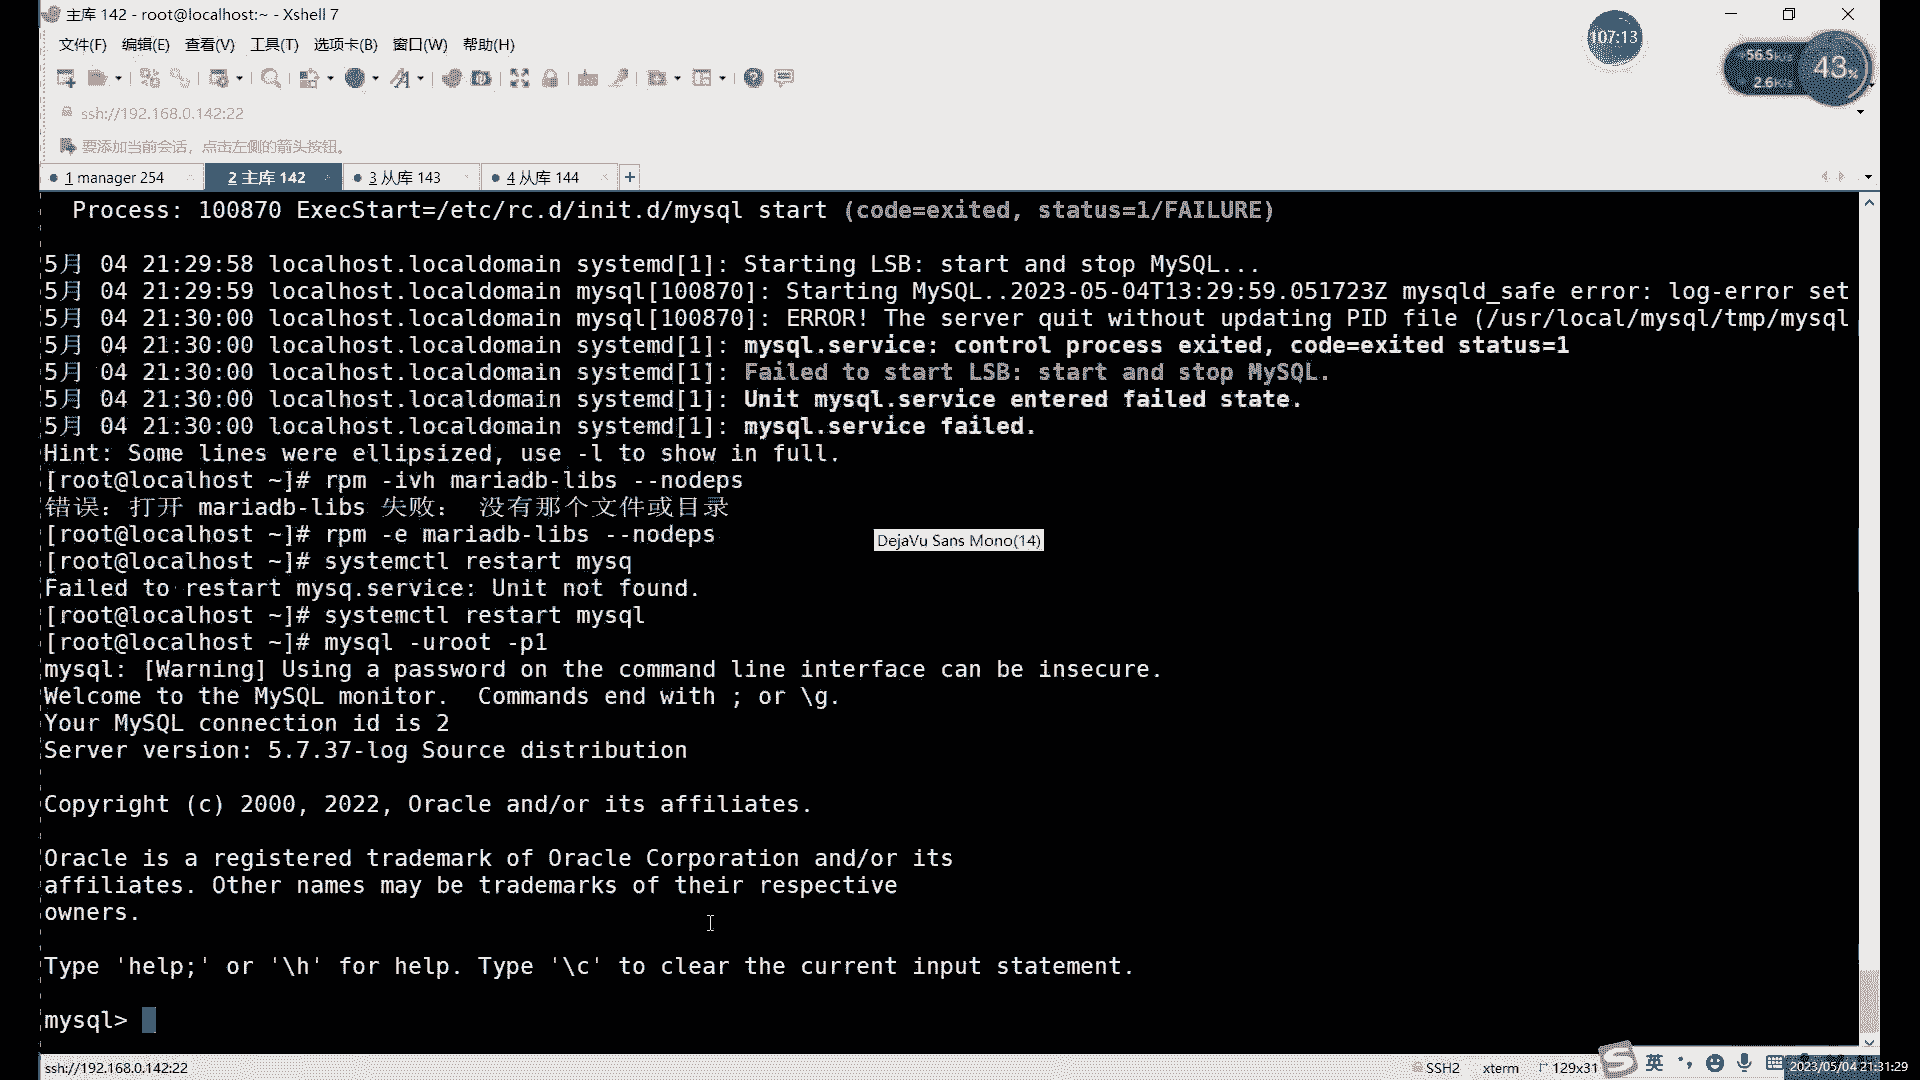 主库 142 - root@localhost:~ - Xshell 7
文件(F) 编辑(E) 查看(V) 工具(T) 选项卡(B) 窗口(W) 帮助(H)
107:13
+56.5K/s
2.6K/s
43%
ssh://192.168.0.142:22
要添加当前会话，点击左侧的箭头按钮。
1 manager 254
2 主库 142
3 从库 143
4 从库 144
Process: 100870 ExecStart=/etc/rc.d/init.d/mysql start (code=exited, status=1/FAILURE)
5月 04 21:29:58 localhost.localdomain systemd[1]: Starting LSB: start and stop MySQL...
5月 04 21:29:59 localhost.localdomain mysql[100870]: Starting MySQL..2023-05-04T13:29:59.051723Z mysqld_safe error: log-error set
5月 04 21:30:00 localhost.localdomain mysql[100870]: ERROR! The server quit without updating PID file (/usr/local/mysql/tmp/mysql
5月 04 21:30:00 localhost.localdomain systemd[1]: mysql.service: control process exited, code=exited status=1
5月 04 21:30:00 localhost.localdomain systemd[1]: Failed to start LSB: start and stop MySQL.
5月 04 21:30:00 localhost.localdomain systemd[1]: Unit mysql.service entered failed state.
5月 04 21:30:00 localhost.localdomain systemd[1]: mysql.service failed.
Hint: Some lines were ellipsized, use -l to show in full.
[root@localhost ~]# rpm -ivh mariadb-libs --nodeps
错误：打开 mariadb-libs 失败： 没有那个文件或目录
[root@localhost ~]# rpm -e mariadb-libs --nodeps
DejaVu Sans Mono(14)
[root@localhost ~]# systemctl restart mysq
Failed to restart mysq.service: Unit not found.
[root@localhost ~]# systemctl restart mysql
[root@localhost ~]# mysql -uroot -p1
mysql: [Warning] Using a password on the command line interface can be insecure.
Welcome to the MySQL monitor.  Commands end with ; or \g.
Your MySQL connection id is 2
Server version: 5.7.37-log Source distribution
Copyright (c) 2000, 2022, Oracle and/or its affiliates.
Oracle is a registered trademark of Oracle Corporation and/or its
affiliates. Other names may be trademarks of their respective
owners.
Type 'help;' or '\h' for help. Type '\c' to clear the current input statement.
mysql>
ssh://192.168.0.142:22
SSH2 xterm 129x31
英
2023/05/04 21:31:29